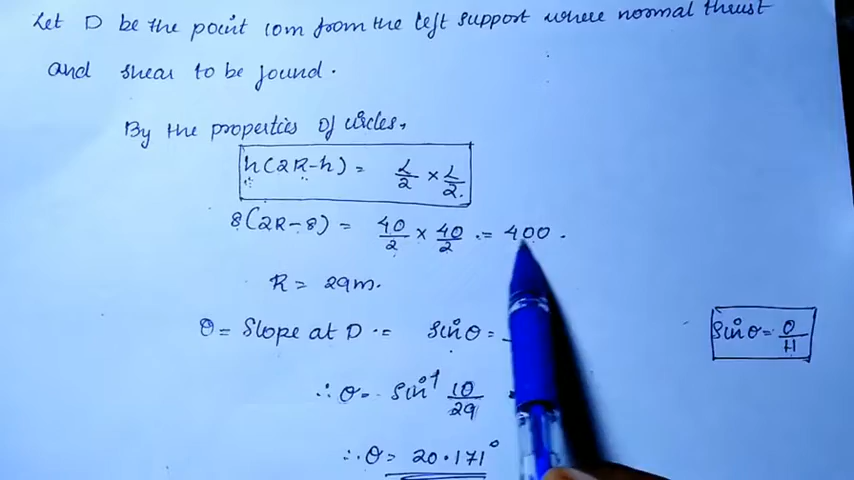 Let D be the point 10m from the left support where normal thrust
and shear to be found.
By the properties of circles.
h(2R-h) = L/2 × L/2.
8(2R-8) = 40/2 × 40/2 = 400.
R = 29m.
θ = Slope at D = sinθ =
sinθ = O/H
∴ θ = sin⁻¹ 10/29
∴ θ = 20.171°